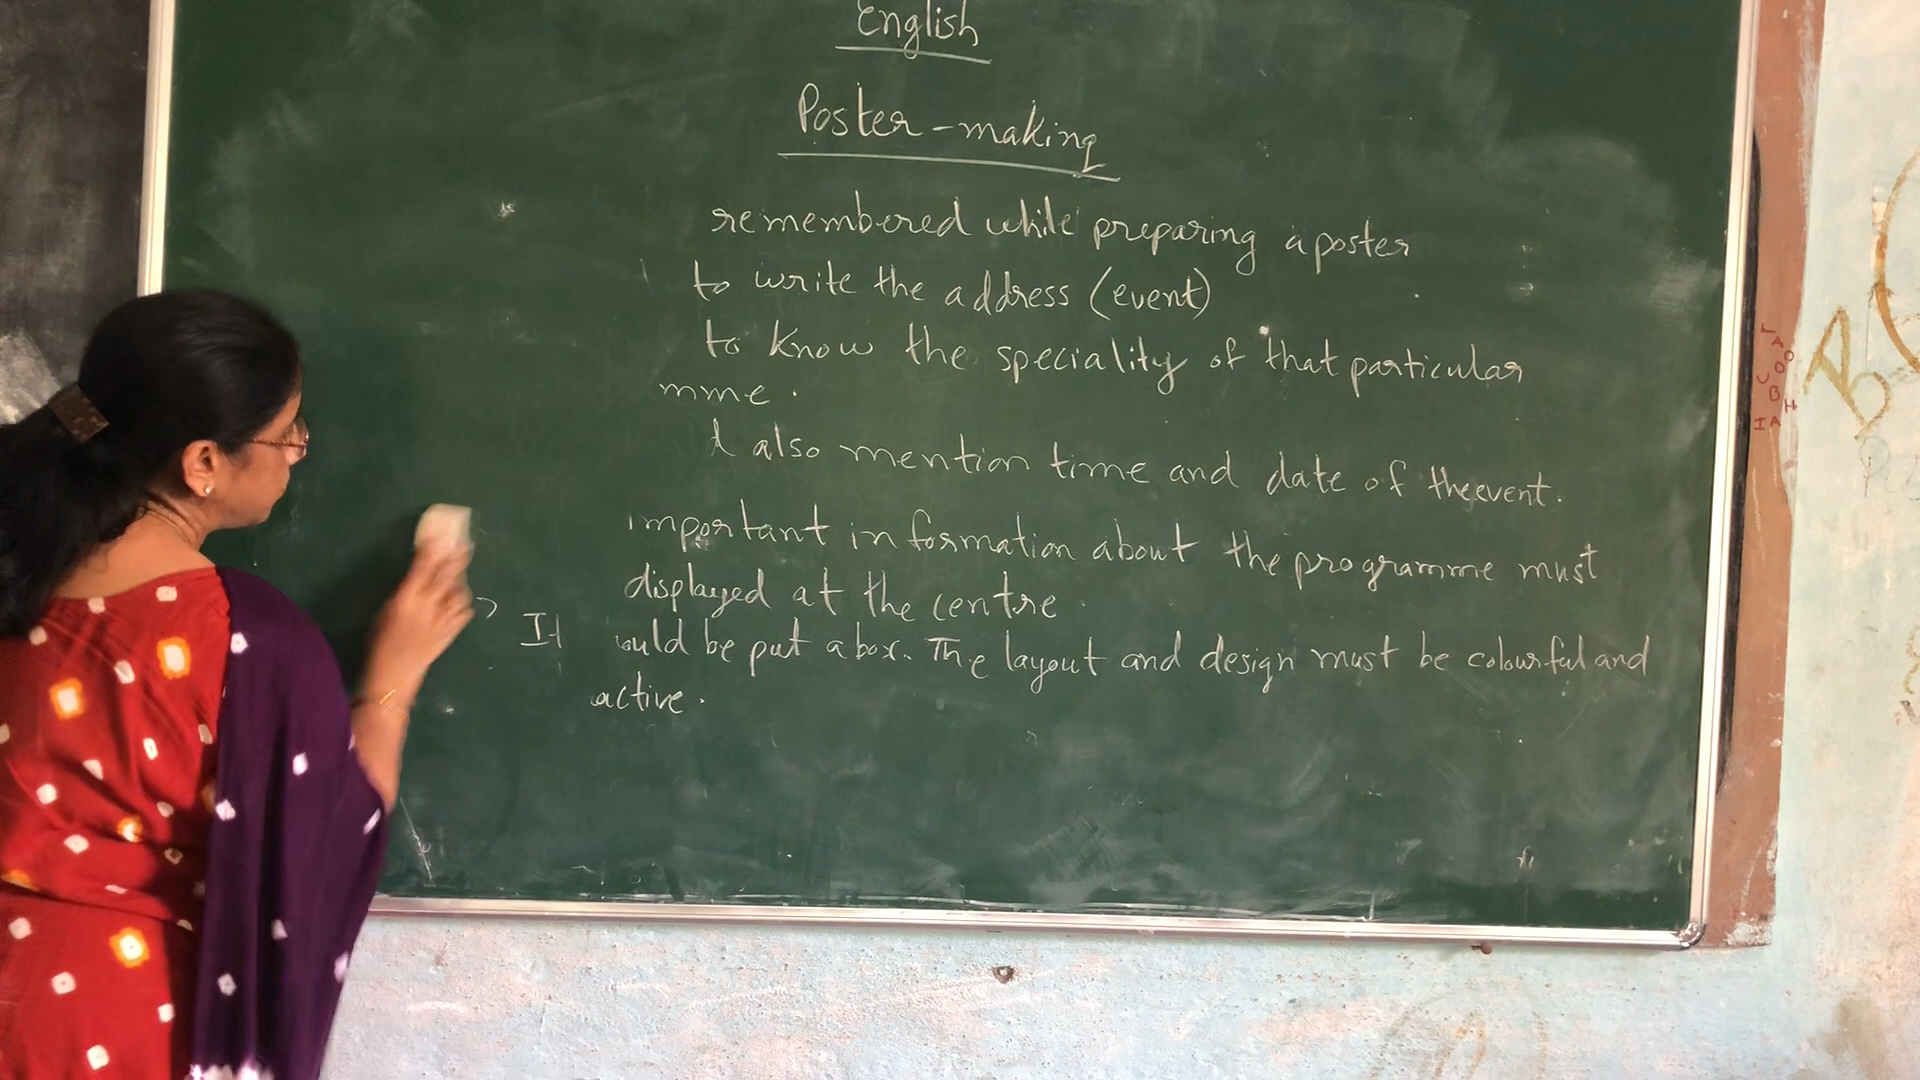 English
Poster-making
remembered while preparing a poster
to write the address (event)
to know the speciality of that particular
mme.
also mention time and date of the event.
important information about the programme must
displayed at the centre
It ould be put a box. The layout and design must be colourful and
active.